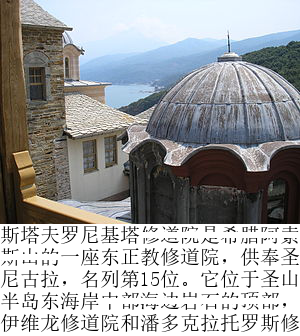 斯塔夫罗尼基塔修道院是希腊阿索
斯山的一座东正教修道院，供奉圣
尼古拉，名列第15位。它位于圣山
半岛东海岸中部海边岩石的顶部，
伊维龙修道院和潘多克拉托罗斯修